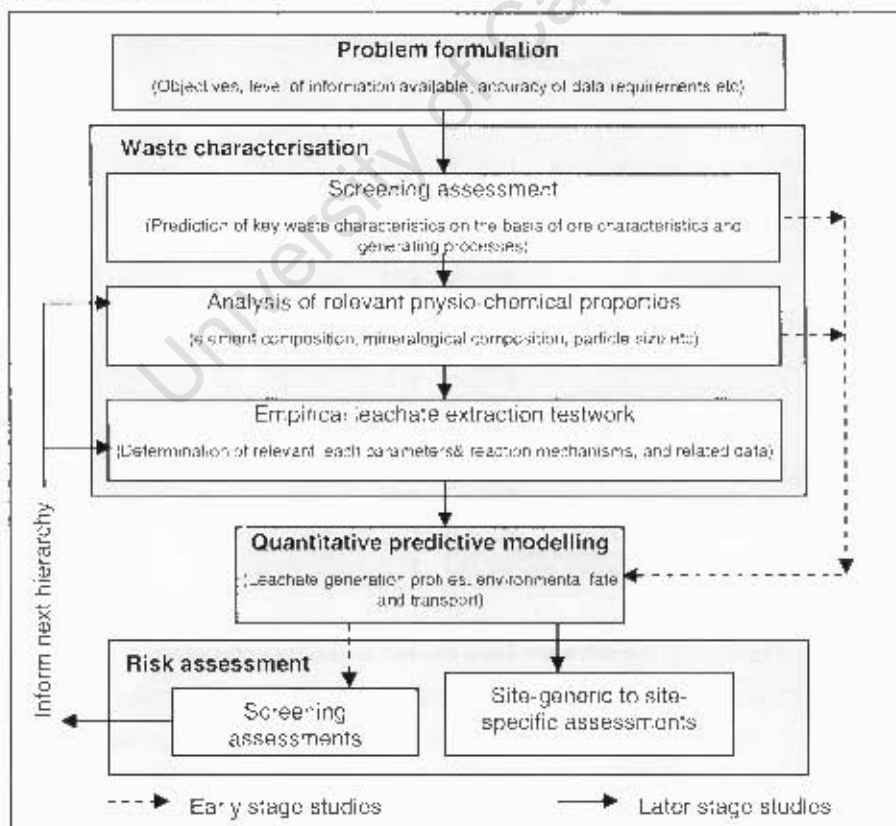 University of Ca
Problem formulation
(Objectives, level of information available, accuracy of data requirements etc)
Waste characterisation
Screening assessment
(Prediction of key waste characteristics on the basis of ore characteristics and
generating processes)
Analysis of relevant physio-chemical properties
(element composition, mineralogical composition, particle size etc)
Empirical leachate extraction testwork
(Determination of relevant leach parameters& reaction mechanisms, and related data)
Quantitative predictive modelling
(Leachate generation profiles, environmental fate
and transport)
Inform next hierarchy
Risk assessment
Screening
assessments
Site-generic to site-
specific assessments
Early stage studies
Later stage studies